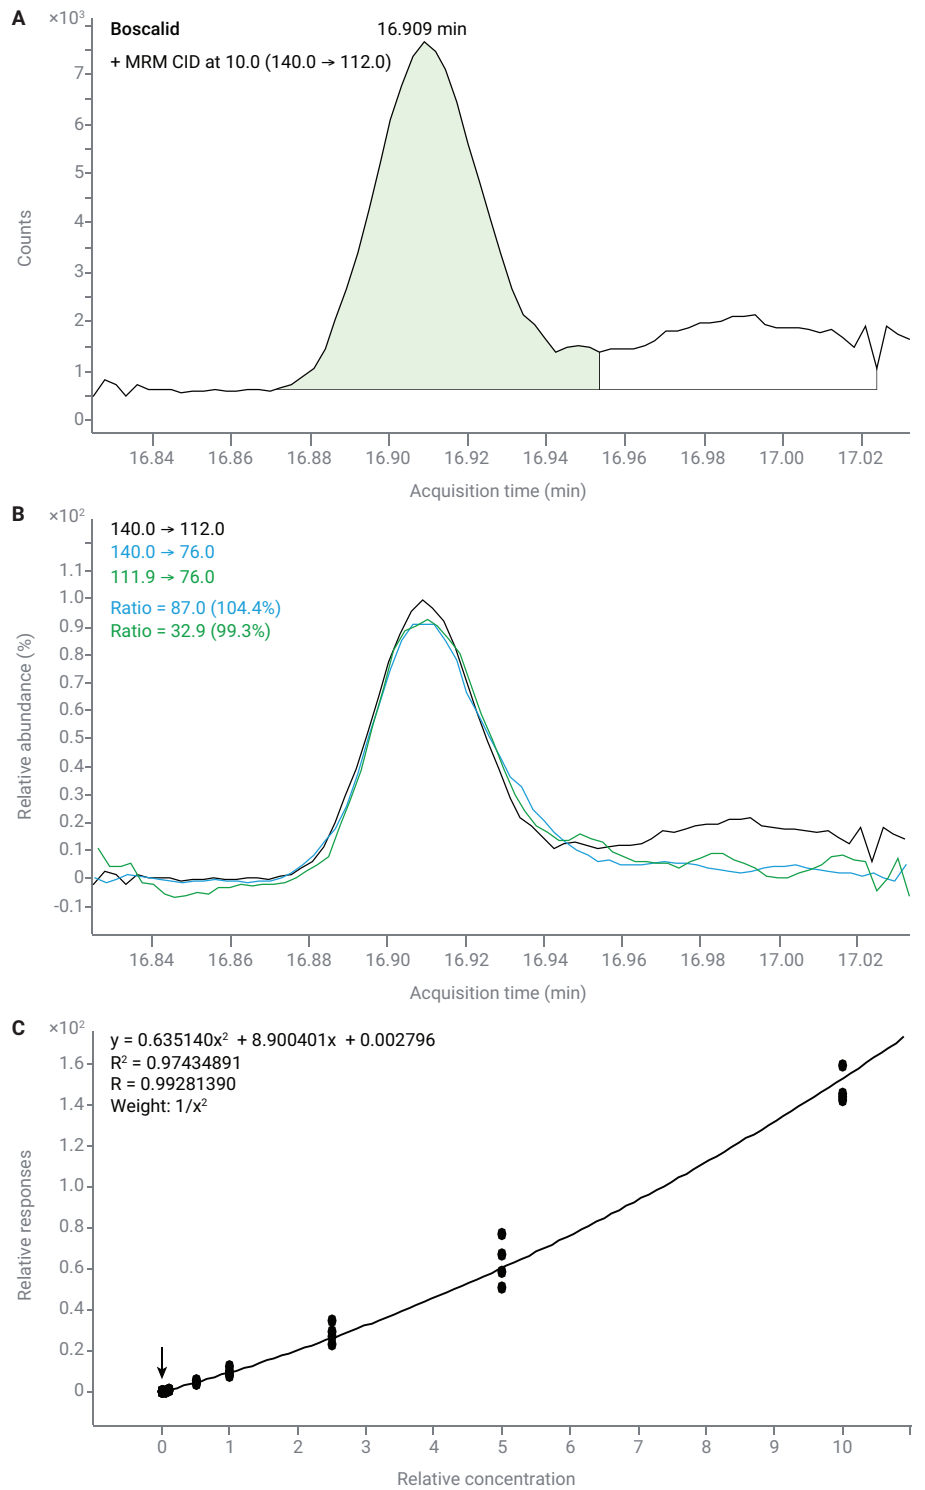 A
×10³
Boscalid
16.909 min
+ MRM CID at 10.0 (140.0 → 112.0)
7
6
5
4
3
2
1
0
Counts
16.84 16.86 16.88 16.90 16.92 16.94 16.96 16.98 17.00 17.02
Acquisition time (min)
B
×10²
140.0 → 112.0
140.0 → 76.0
111.9 → 76.0
Ratio = 87.0 (104.4%)
Ratio = 32.9 (99.3%)
1.1
1.0
0.9
0.8
0.7
0.6
0.5
0.4
0.3
0.2
0.1
0
-0.1
Relative abundance (%)
16.84 16.86 16.88 16.90 16.92 16.94 16.96 16.98 17.00 17.02
Acquisition time (min)
C
×10²
y = 0.635140x² + 8.900401x + 0.002796
R² = 0.97434891
R = 0.99281390
Weight: 1/x²
1.6
1.4
1.2
1.0
0.8
0.6
0.4
0.2
0
Relative responses
0 1 2 3 4 5 6 7 8 9 10
Relative concentration